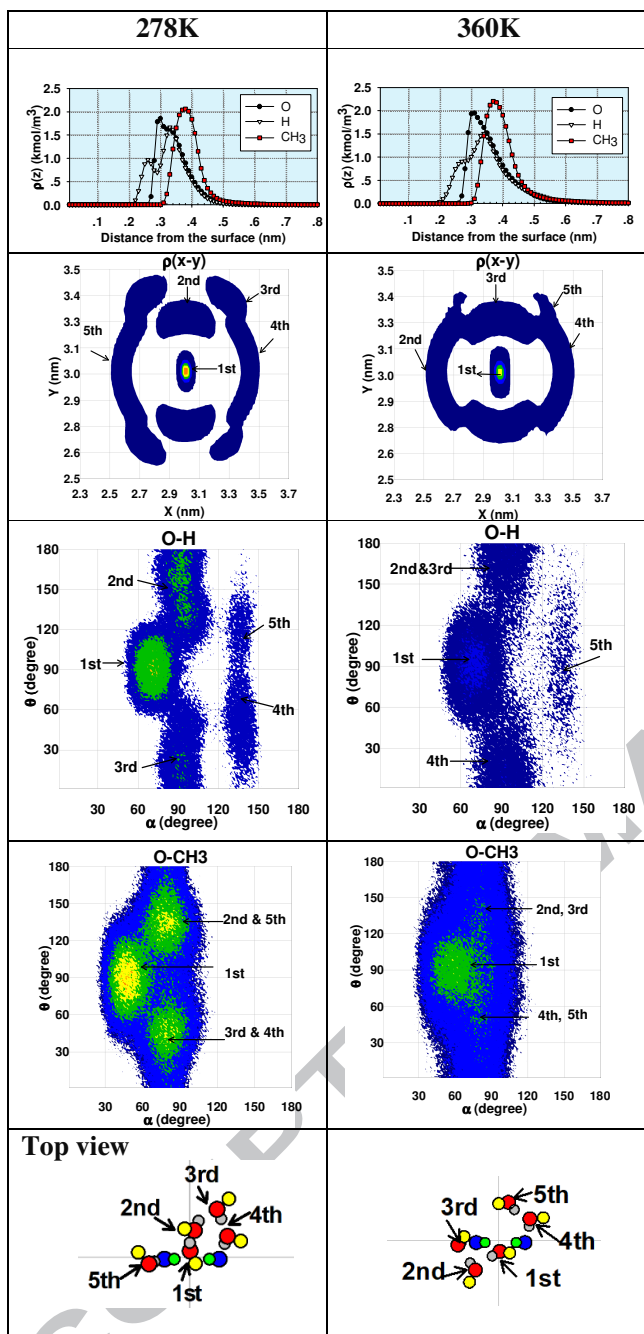 278K 360K
2.5
2.0
1.5
1.0
.5
0.0
ρ(z) (kmol/m³)
O
H
CH3
.1 .2 .3 .4 .5 .6 .7 .8
Distance from the surface (nm)
2.5
2.0
1.5
1.0
.5
0.0
ρ(z) (kmol/m³)
O
H
CH3
.1 .2 .3 .4 .5 .6 .7 .8
Distance from the surface (nm)
ρ(x-y)
3.5
3.4
3.3
3.2
3.1
3.0
2.9
2.8
2.7
2.6
2.5
Y (nm)
2nd
3rd
5th
4th
1st
2.3 2.5 2.7 2.9 3.1 3.3 3.5 3.7
X (nm)
ρ(x-y)
3.5
3.4
3.3
3.2
3.1
3.0
2.9
2.8
2.7
2.6
2.5
Y (nm)
3rd
5th
2nd
4th
1st
2.3 2.5 2.7 2.9 3.1 3.3 3.5 3.7
X (nm)
O-H
180
150
120
90
60
30
θ (degree)
2nd
5th
1st
4th
3rd
30 60 90 120 150 180
α (degree)
O-H
180
150
120
90
60
30
θ (degree)
2nd&3rd
1st
5th
4th
30 60 90 120 150 180
α (degree)
O-CH3
180
150
120
90
60
30
θ (degree)
2nd & 5th
1st
3rd & 4th
30 60 90 120 150 180
α (degree)
O-CH3
180
150
120
90
60
30
θ (degree)
2nd, 3rd
1st
4th, 5th
30 60 90 120 150 180
α (degree)
Top view
3rd
2nd
4th
5th
1st
5th
3rd
4th
2nd
1st